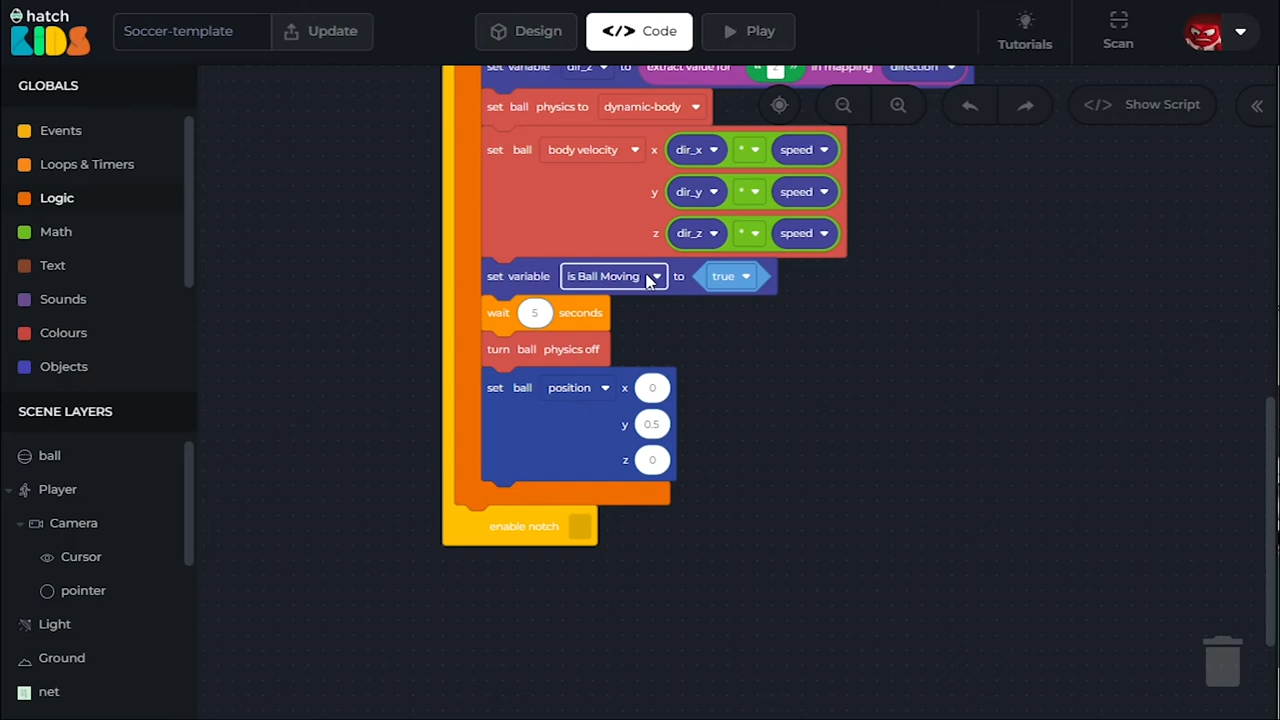 hatch
KIDS
Soccer-template
Update
Design
</> Code
Play
Tutorials
Scan
GLOBALS
Events
Loops & Timers
Logic
Math
Text
Sounds
Colours
Objects
SCENE LAYERS
ball
Player
Camera
Cursor
pointer
Light
Ground
net
set variable dir_z to extract value for “ z ” in mapping direction
set ball physics to dynamic-body
</> Show Script
set ball body velocity x dir_x * speed
y dir_y * speed
z dir_z * speed
set variable is Ball Moving to true
wait 5 seconds
turn ball physics off
set ball position x 0
y 0.5
z 0
enable notch